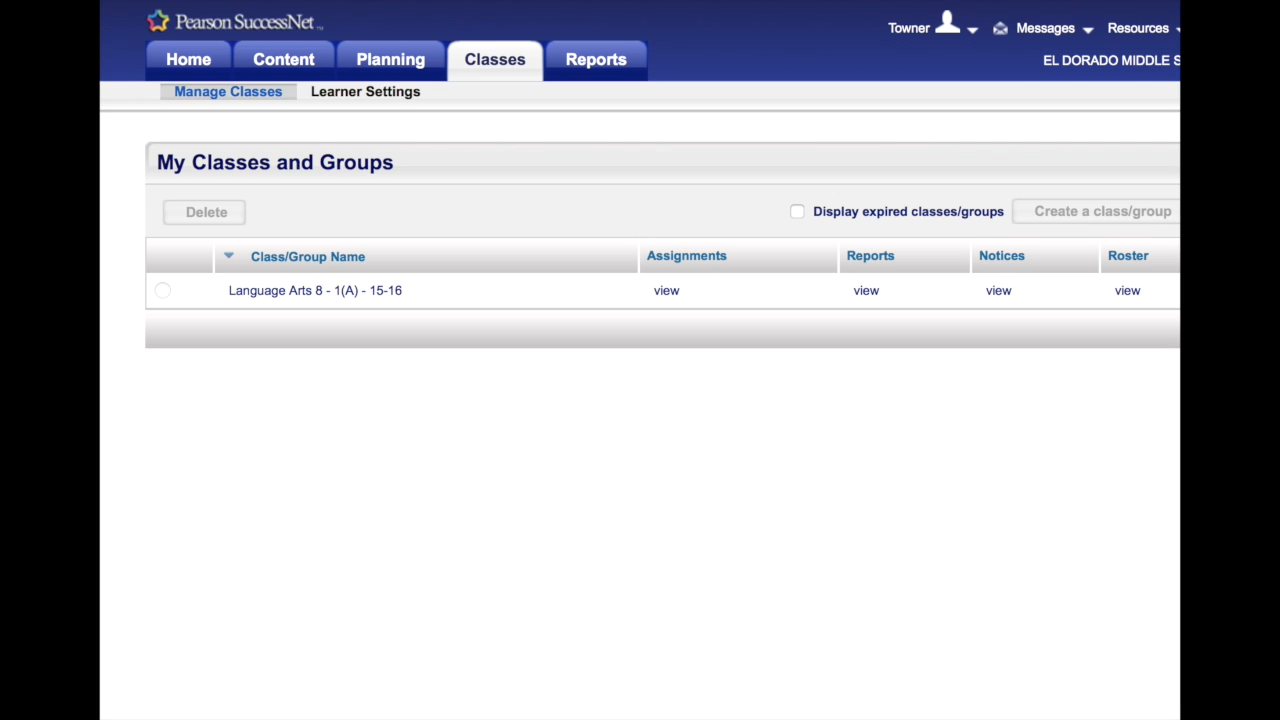 Pearson SuccessNet™
Towner Messages Resources
Home Content Planning Classes Reports
EL DORADO MIDDLE S
Manage Classes Learner Settings
My Classes and Groups
Delete Display expired classes/groups Create a class/group
Class/Group Name Assignments Reports Notices Roster
Language Arts 8 - 1(A) - 15-16 view view view view